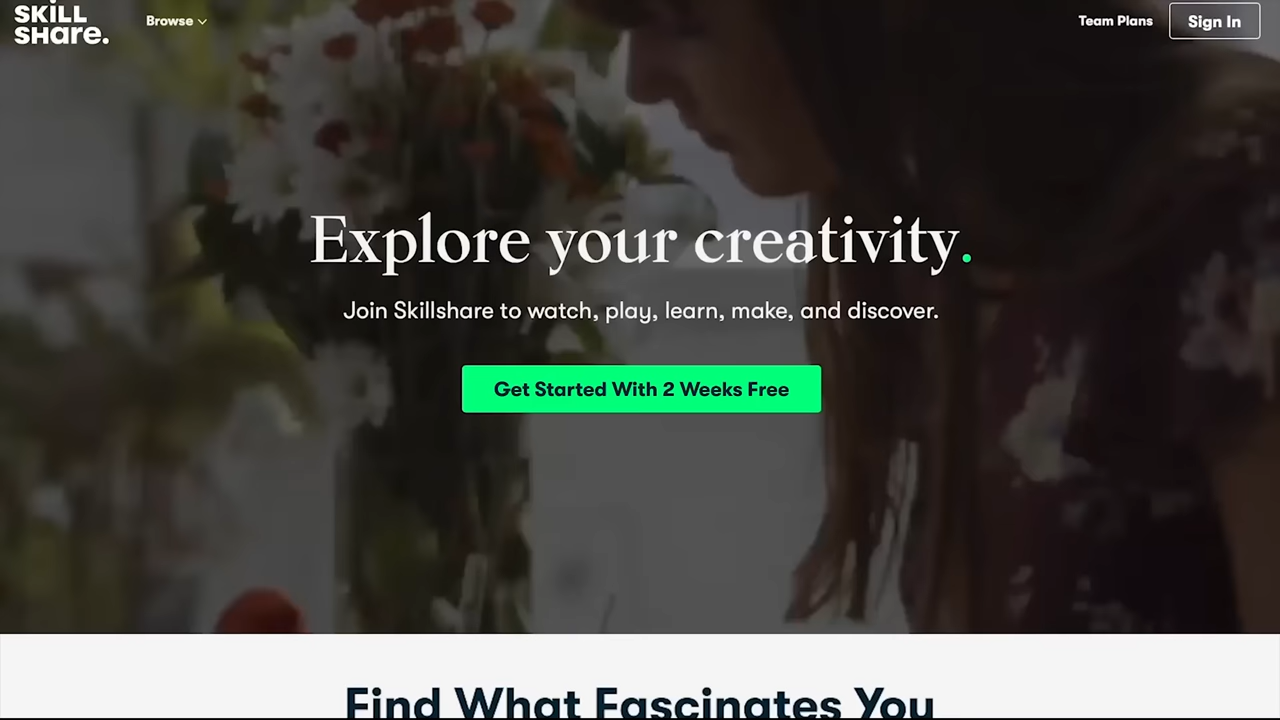 SKiLL
SHare.
Browse
Team Plans
Sign In
Explore your creativity.
Join Skillshare to watch, play, learn, make, and discover.
Get Started With 2 Weeks Free
Find What Fascinates You